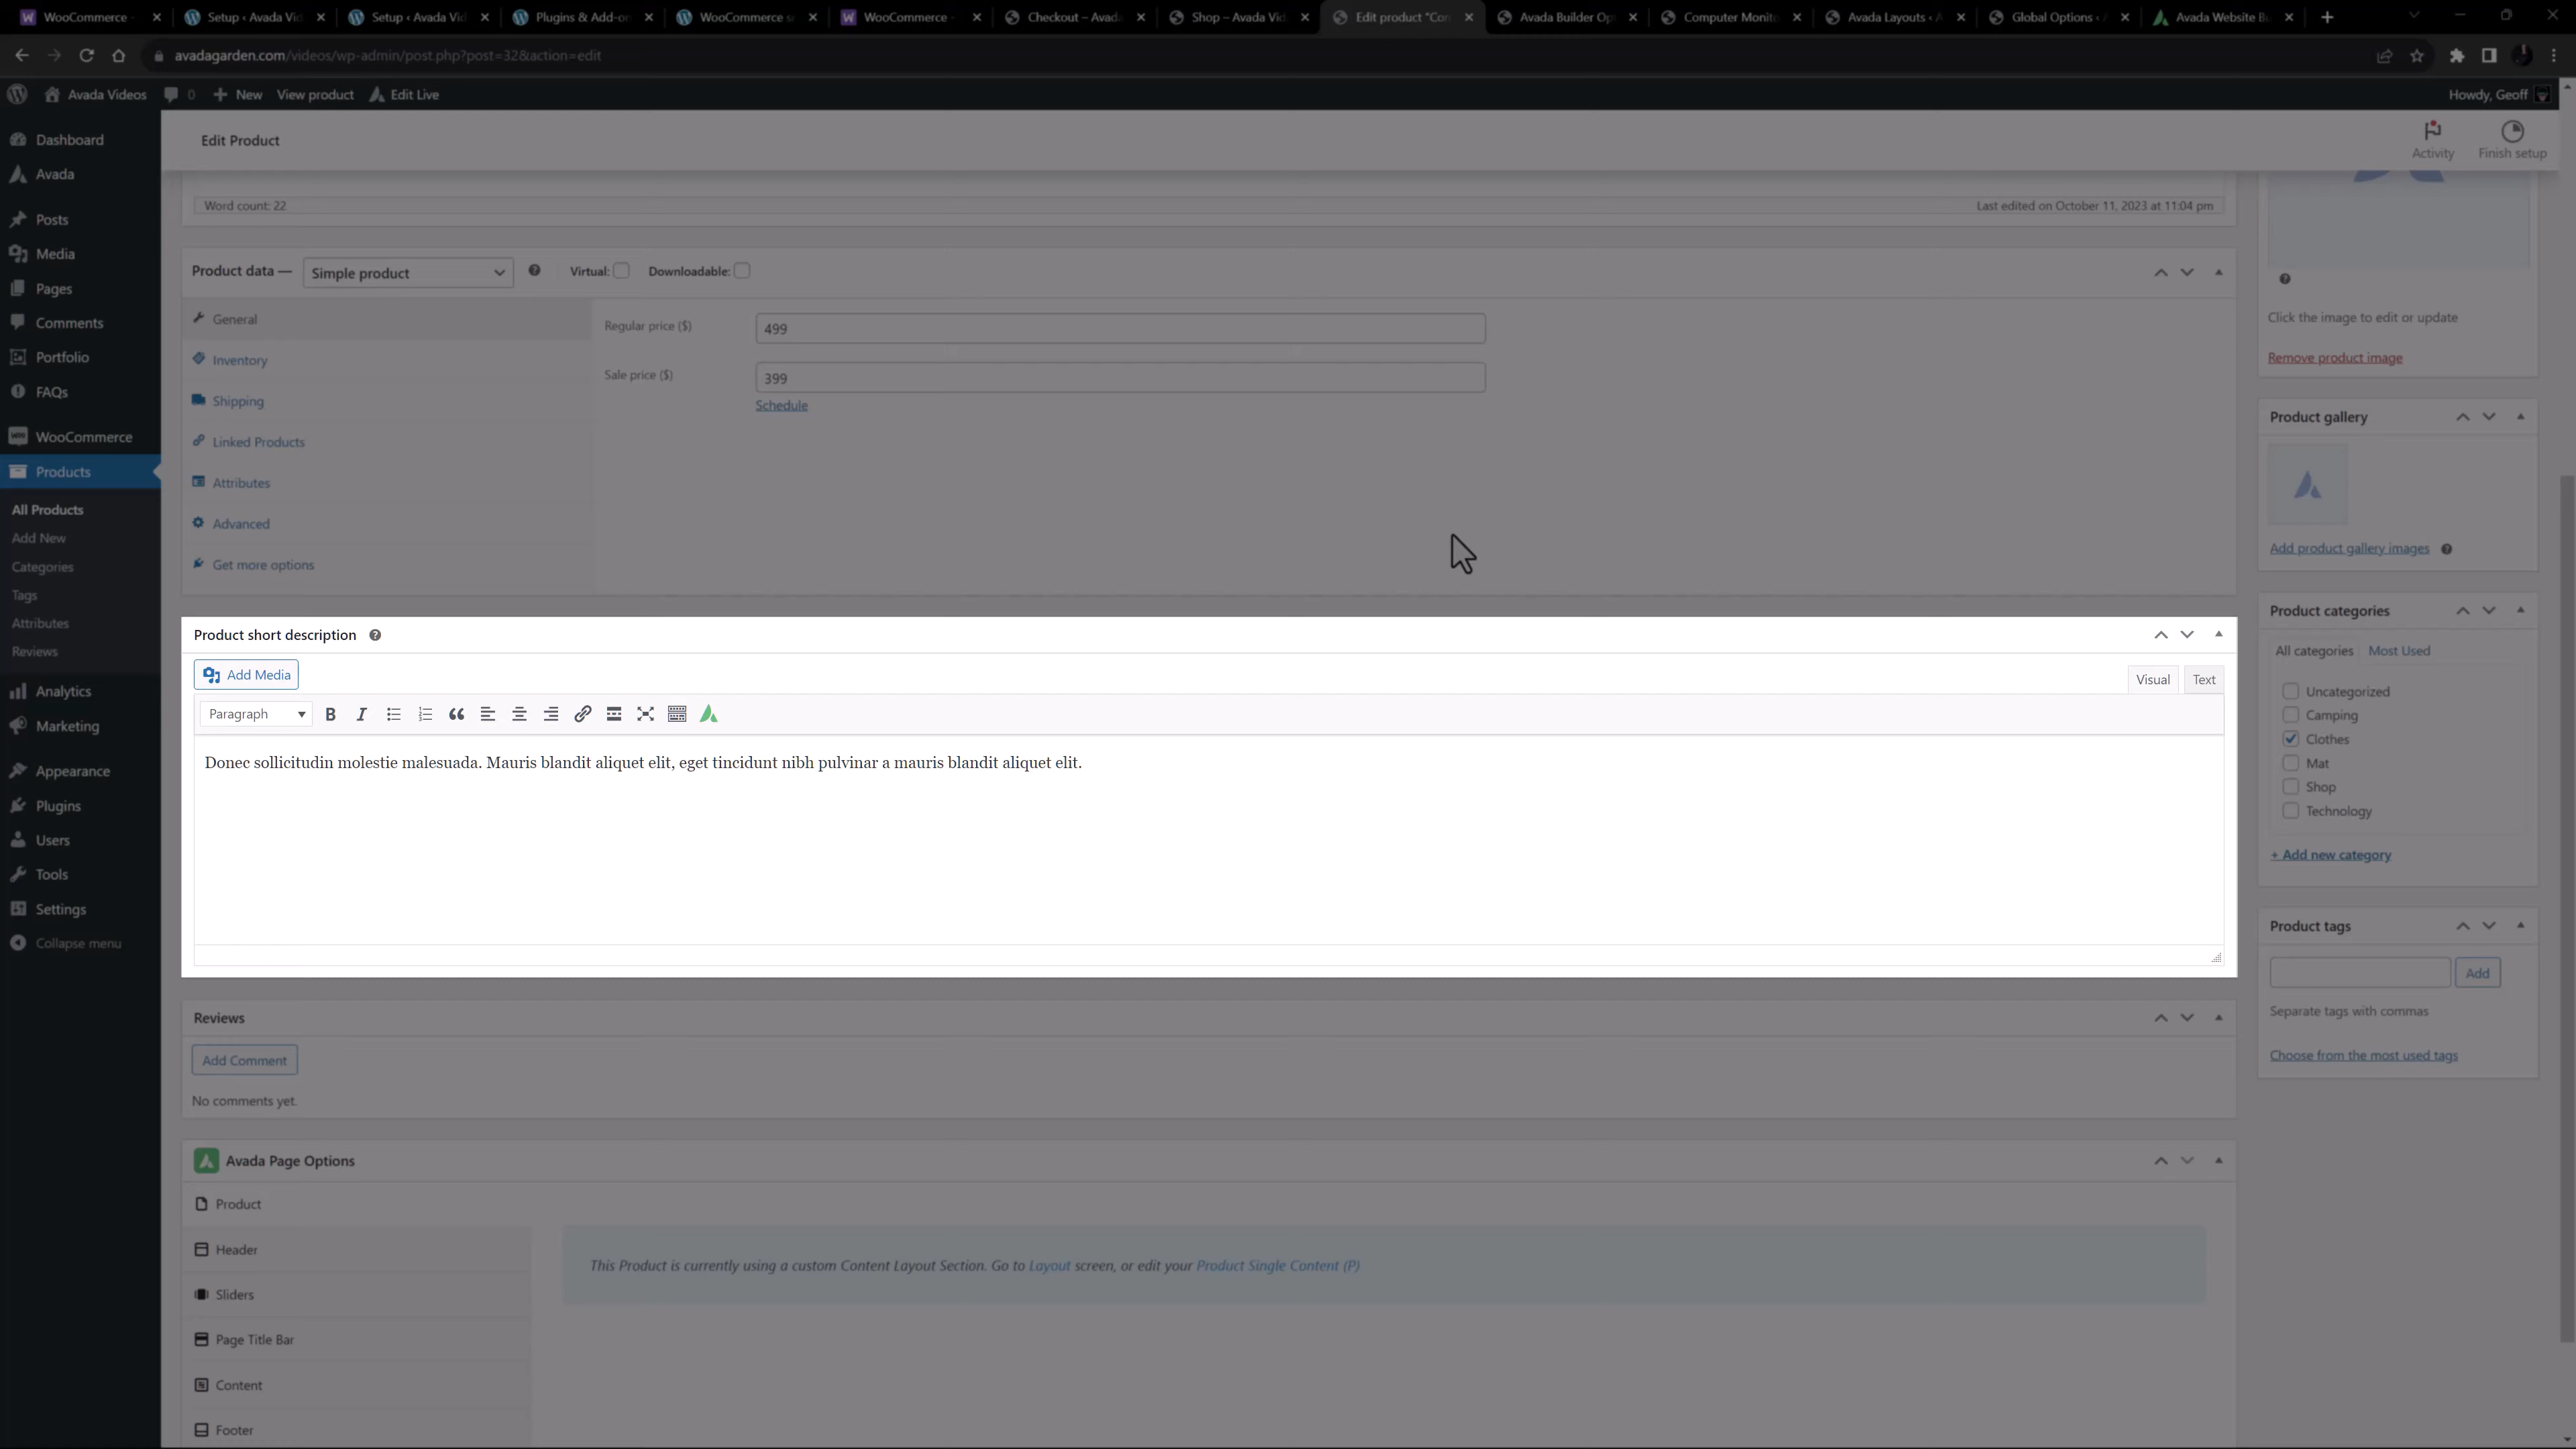 WooCommerce -
Setup ‹ Avada Vid
Setup ‹ Avada Vid
Plugins & Add-on
WooCommerce s
WooCommerce -
Checkout – Avada
Shop – Avada Vid
Edit product "Con
Avada Builder Opt
Computer Monito
Avada Layouts ‹ A
Global Options ‹ A
Avada Website Bu
avadagarden.com/videos/wp-admin/post.php?post=32&action=edit
Avada Videos
0
New
View product
Edit Live
Howdy, Geoff
Dashboard
Avada
Posts
Media
Pages
Comments
Portfolio
FAQs
WooCommerce
Products
All Products
Add New
Categories
Tags
Attributes
Reviews
Analytics
Marketing
Appearance
Plugins
Users
Tools
Settings
Collapse menu
Edit Product
Activity
Finish setup
Word count: 22
Last edited on October 11, 2023 at 11:04 pm
Product data —
Simple product
Virtual:
Downloadable:
General
Inventory
Shipping
Linked Products
Attributes
Advanced
Get more options
Regular price ($)
499
Sale price ($)
399
Schedule
Product short description
Add Media
Visual
Text
Paragraph
Donec sollicitudin molestie malesuada. Mauris blandit aliquet elit, eget tincidunt nibh pulvinar a mauris blandit aliquet elit.
Reviews
Add Comment
No comments yet.
Avada Page Options
Product
Header
Sliders
Page Title Bar
Content
Footer
This Product is currently using a custom Content Layout Section. Go to Layout screen, or edit your Product Single Content (P)
Click the image to edit or update
Remove product image
Product gallery
Add product gallery images
Product categories
All categories
Most Used
Uncategorized
Camping
Clothes
Mat
Shop
Technology
+ Add new category
Product tags
Add
Separate tags with commas
Choose from the most used tags